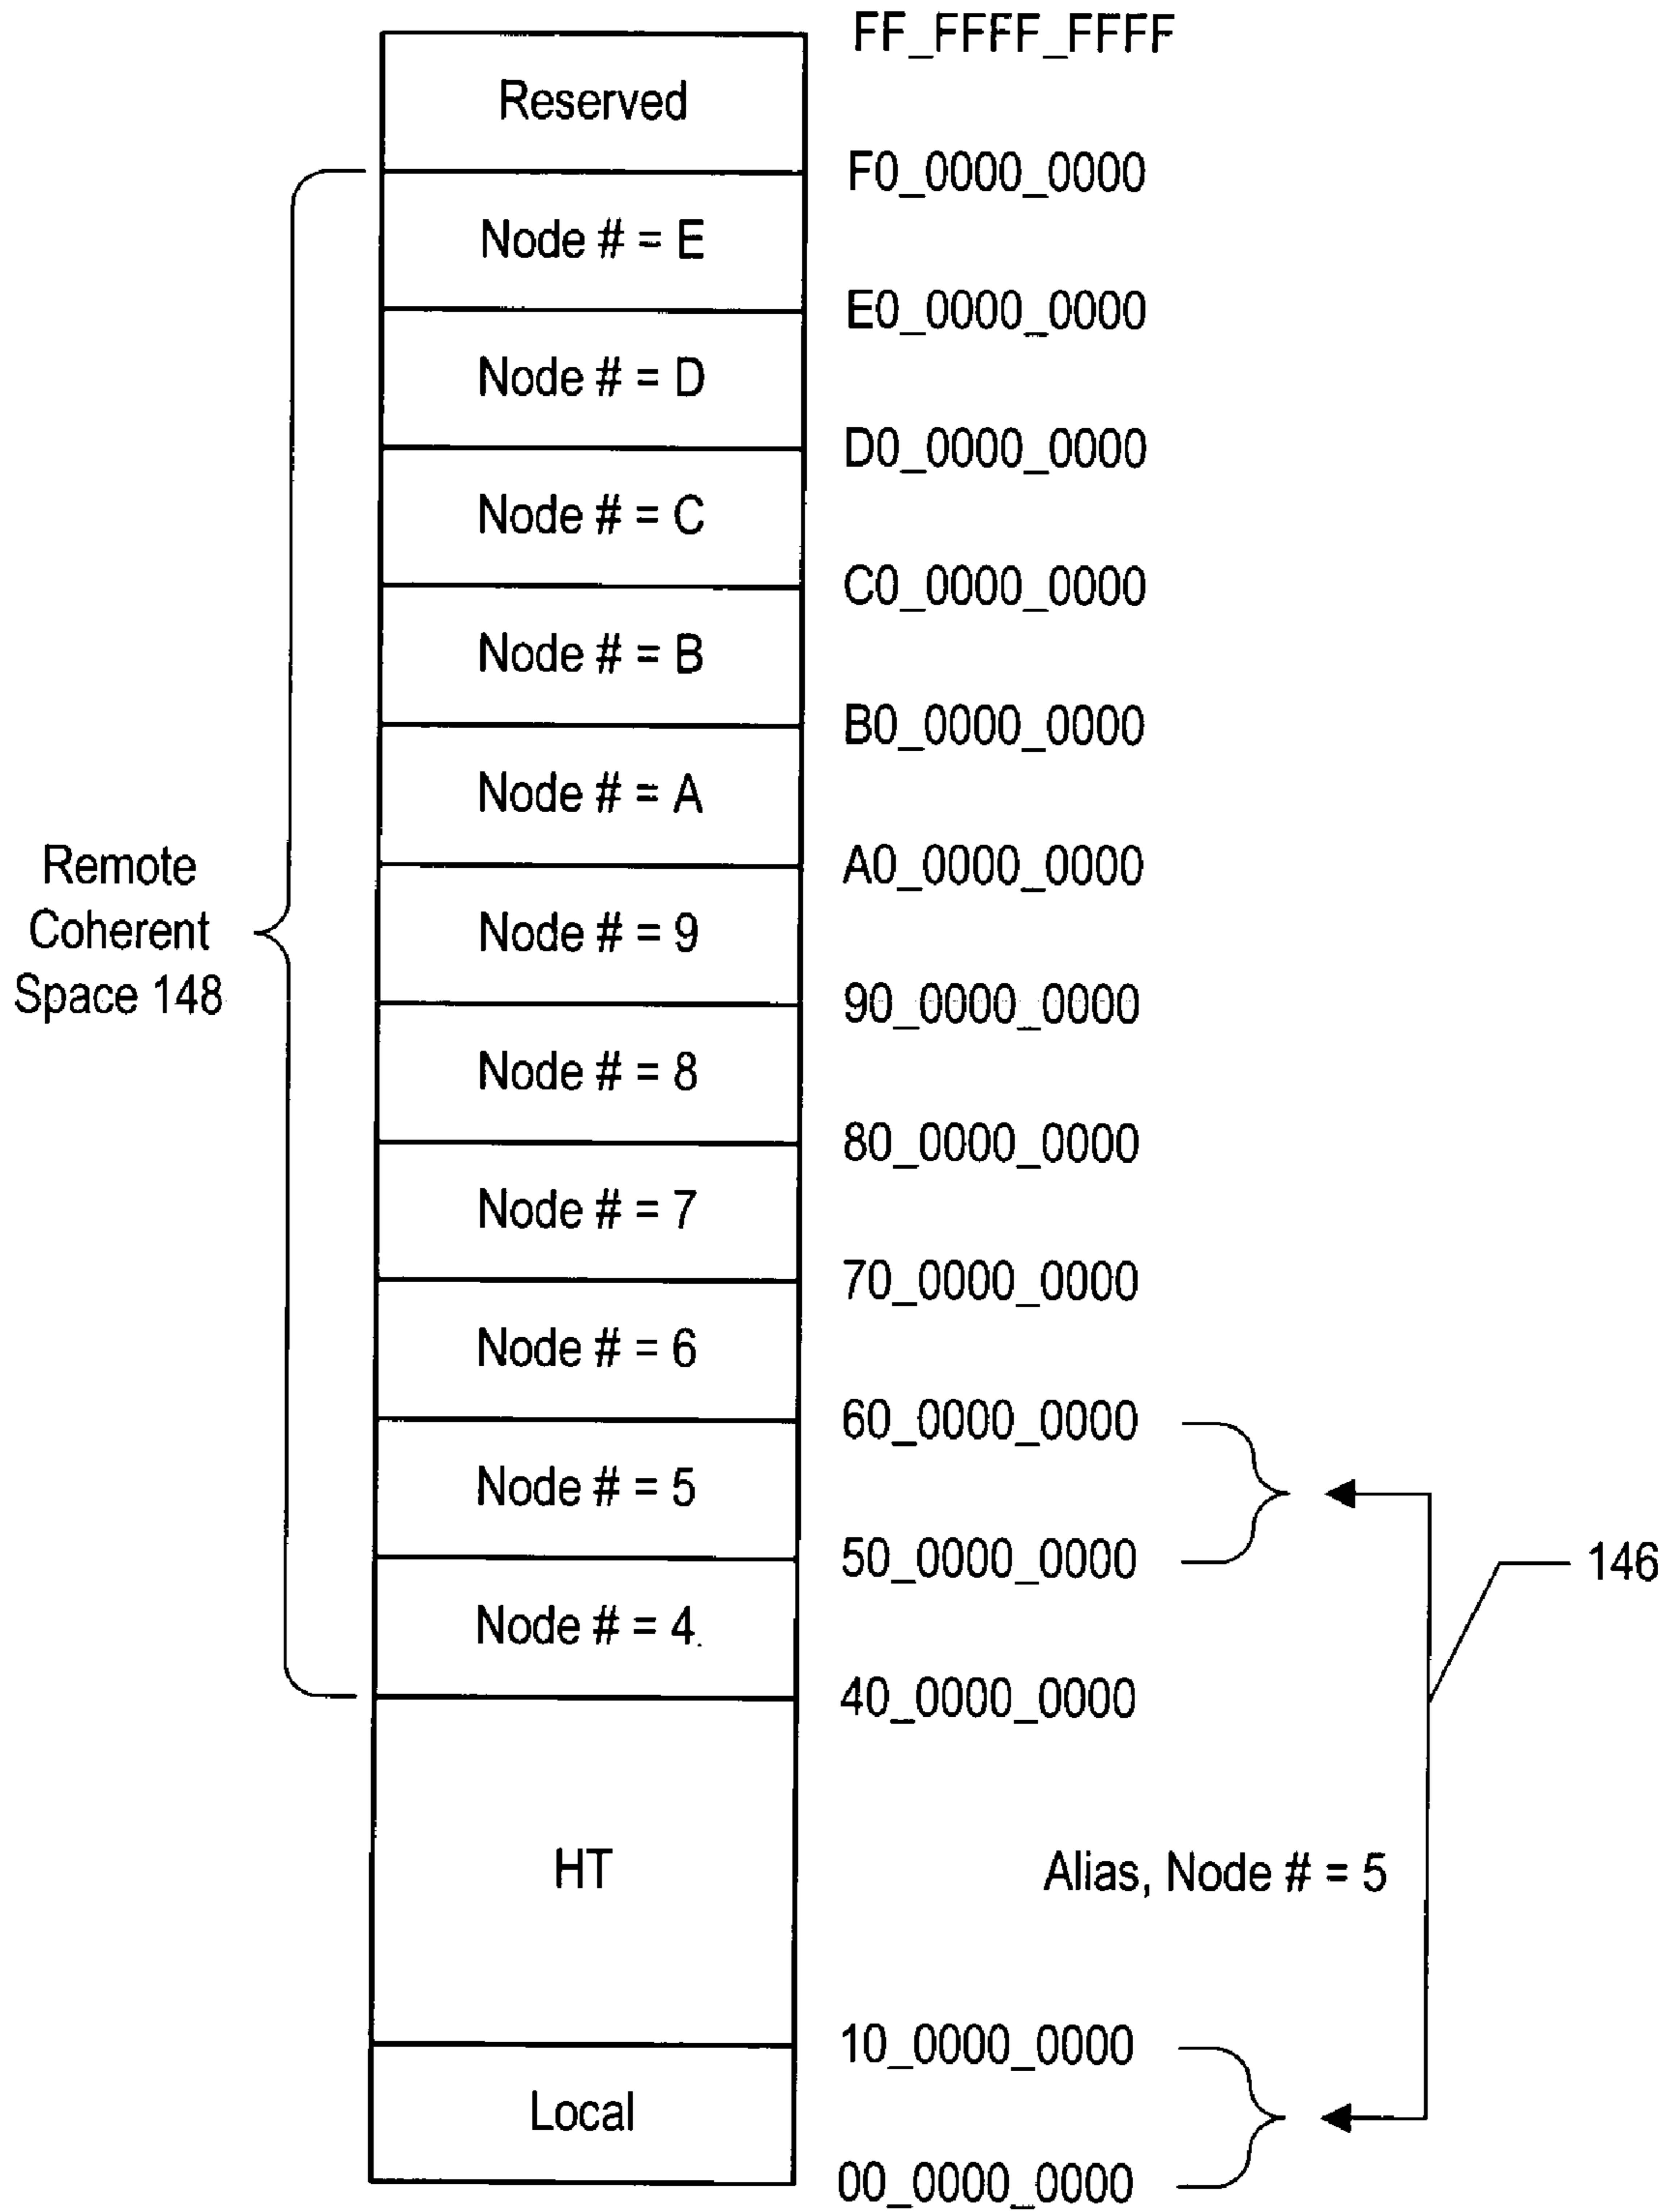 FF_FFFF_FFFF
Reserved
F0_0000_0000
Node # = E
E0_0000_0000
Node # = D
D0_0000_0000
Node # = C
C0_0000_0000
Node # = B
B0_0000_0000
Node # = A
A0_0000_0000
Remote
Coherent
Space 148
Node # = 9
90_0000_0000
Node # = 8
80_0000_0000
Node # = 7
70_0000_0000
Node # = 6
60_0000_0000
Node # = 5
50_0000_0000
146
Node # = 4
40_0000_0000
HT
Alias, Node # = 5
10_0000_0000
Local
00_0000_0000